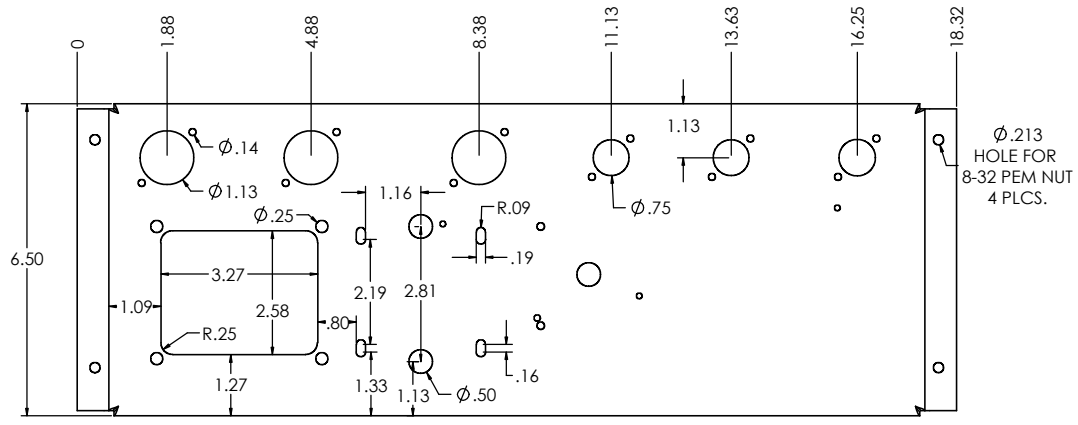 0
1.88
4.88
8.38
11.13
13.63
16.25
18.32
1.13
Ø.14
Ø1.13
Ø.213
HOLE FOR
8-32 PEM NUT
4 PLCS.
1.16
R.09
Ø.75
Ø.25
.19
6.50
3.27
2.19
2.81
1.09
2.58
.80
R.25
.16
1.27
1.33
1.13
Ø.50